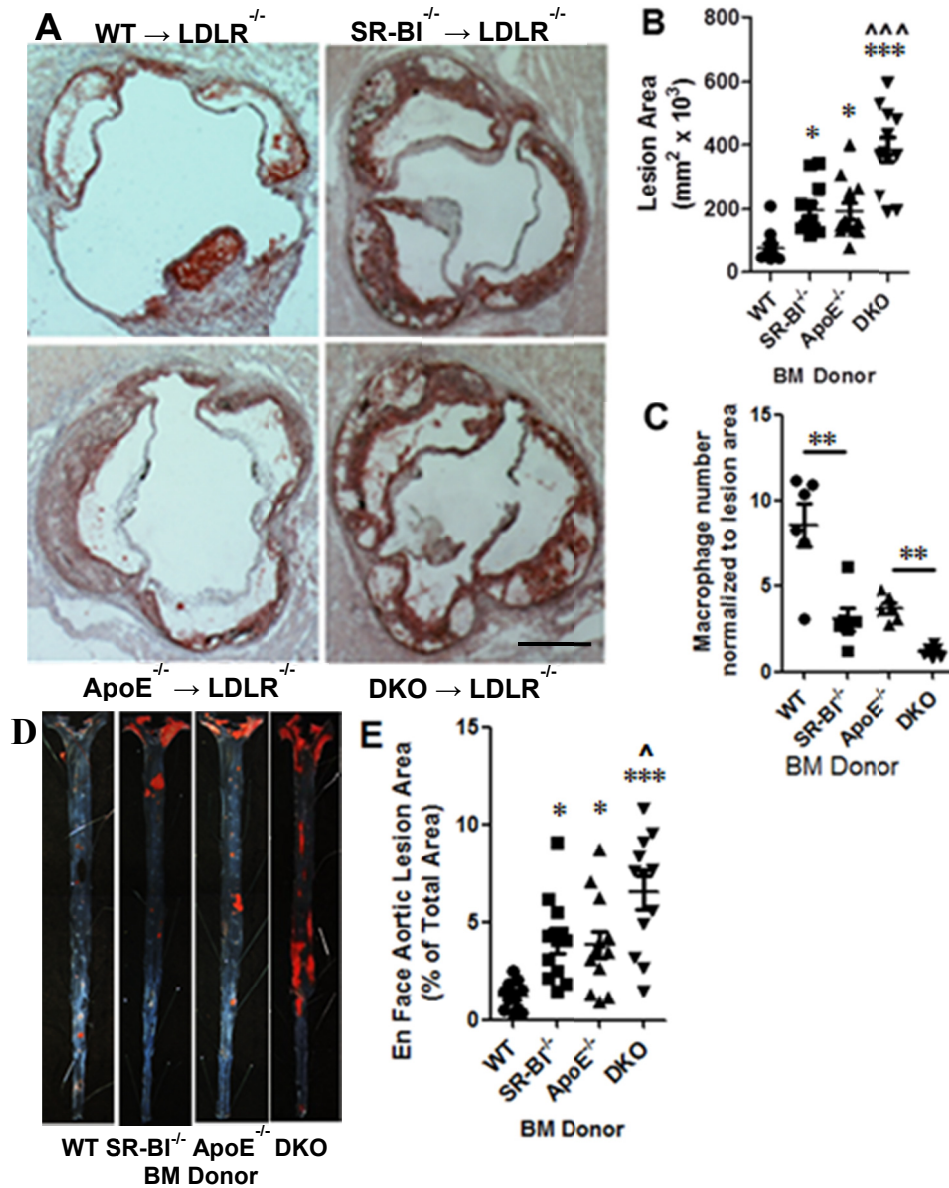 A
WT → LDLR-/-
SR-BI-/- → LDLR-/-
ApoE-/- → LDLR-/-
DKO → LDLR-/-
B
Lesion Area
(mm² x 10³)
800
600
400
200
0
*
*
^^^
***
WT
SR-BI-/-
ApoE-/-
DKO
BM Donor
C
Macrophage number
normalized to lesion area
15
10
5
0
**
**
WT
SR-BI-/-
ApoE-/-
DKO
BM Donor
D
WT SR-BI-/- ApoE-/- DKO
BM Donor
E
En Face Aortic Lesion Area
(% of Total Area)
15
10
5
0
*
*
^
***
WT
SR-BI-/-
ApoE-/-
DKO
BM Donor